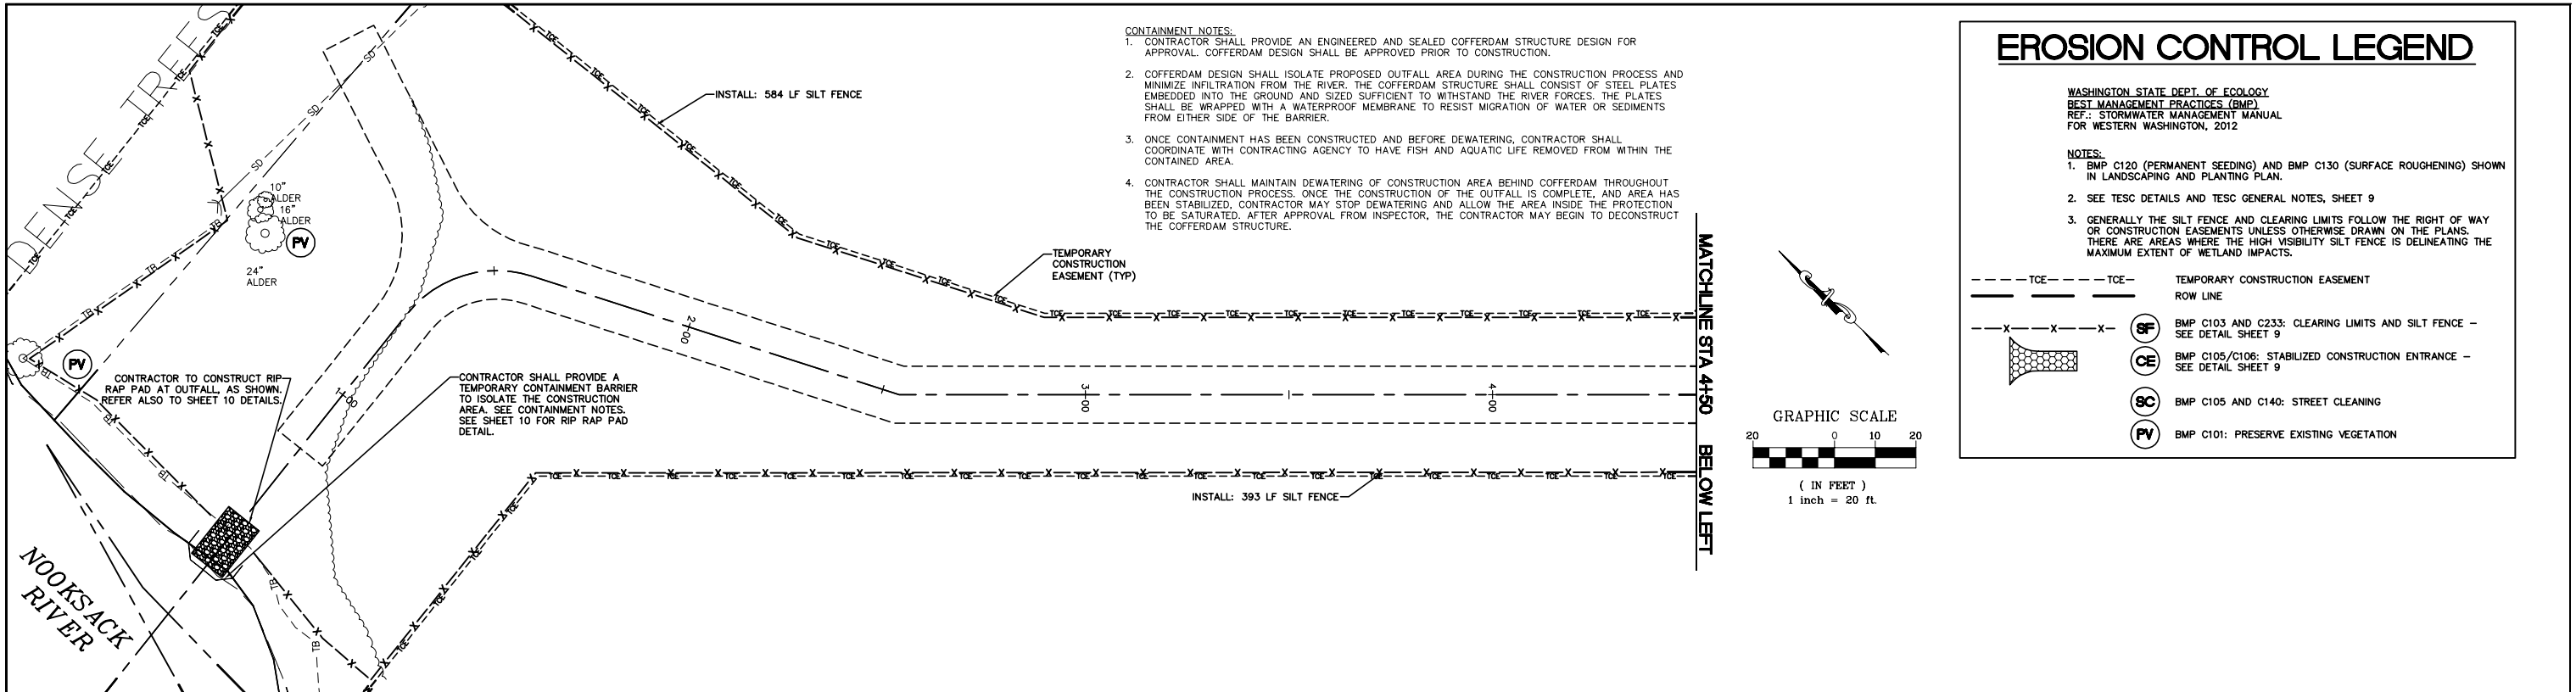 DENSE TREES
INSTALL: 584 LF SILT FENCE
CONTAINMENT NOTES:
1. CONTRACTOR SHALL PROVIDE AN ENGINEERED AND SEALED COFFERDAM STRUCTURE DESIGN FOR
APPROVAL. COFFERDAM DESIGN SHALL BE APPROVED PRIOR TO CONSTRUCTION.
2. COFFERDAM DESIGN SHALL ISOLATE PROPOSED OUTFALL AREA DURING THE CONSTRUCTION PROCESS AND
MINIMIZE INFILTRATION FROM THE RIVER. THE COFFERDAM STRUCTURE SHALL CONSIST OF STEEL PLATES
EMBEDDED INTO THE GROUND AND SIZED SUFFICIENT TO WITHSTAND THE RIVER FORCES. THE PLATES
SHALL BE WRAPPED WITH A WATERPROOF MEMBRANE TO RESIST MIGRATION OF WATER OR SEDIMENTS
FROM EITHER SIDE OF THE BARRIER.
3. ONCE CONTAINMENT HAS BEEN CONSTRUCTED AND BEFORE DEWATERING, CONTRACTOR SHALL
COORDINATE WITH CONTRACTING AGENCY TO HAVE FISH AND AQUATIC LIFE REMOVED FROM WITHIN THE
CONTAINED AREA.
4. CONTRACTOR SHALL MAINTAIN DEWATERING OF CONSTRUCTION AREA BEHIND COFFERDAM THROUGHOUT
THE CONSTRUCTION PROCESS. ONCE THE CONSTRUCTION OF THE OUTFALL IS COMPLETE, AND AREA HAS
BEEN STABILIZED, CONTRACTOR MAY STOP DEWATERING AND ALLOW THE AREA INSIDE THE PROTECTION
TO BE SATURATED. AFTER APPROVAL FROM INSPECTOR, THE CONTRACTOR MAY BEGIN TO DECONSTRUCT
THE COFFERDAM STRUCTURE.
SD
SD
SD
10"
ALDER
16"
ALDER
PV
24"
ALDER
TB
TB
TB
TB
TB
TB
TB
TB
PV
CONTRACTOR TO CONSTRUCT RIP
RAP PAD AT OUTFALL, AS SHOWN.
REFER ALSO TO SHEET 10 DETAILS.
CONTRACTOR SHALL PROVIDE A
TEMPORARY CONTAINMENT BARRIER
TO ISOLATE THE CONSTRUCTION
AREA. SEE CONTAINMENT NOTES.
SEE SHEET 10 FOR RIP RAP PAD
DETAIL.
TEMPORARY
CONSTRUCTION
EASEMENT (TYP)
1+00
2+00
3+00
4+00
INSTALL: 393 LF SILT FENCE
NOOKSACK
RIVER
MATCHLINE STA 4+50 BELOW LEFT
GRAPHIC SCALE
20 0 10 20
( IN FEET )
1 inch = 20 ft.
EROSION CONTROL LEGEND
WASHINGTON STATE DEPT. OF ECOLOGY
BEST MANAGEMENT PRACTICES (BMP)
REF.: STORMWATER MANAGEMENT MANUAL
FOR WESTERN WASHINGTON, 2012
NOTES:
1. BMP C120 (PERMANENT SEEDING) AND BMP C130 (SURFACE ROUGHENING) SHOWN
IN LANDSCAPING AND PLANTING PLAN.
2. SEE TESC DETAILS AND TESC GENERAL NOTES, SHEET 9
3. GENERALLY THE SILT FENCE AND CLEARING LIMITS FOLLOW THE RIGHT OF WAY
OR CONSTRUCTION EASEMENTS UNLESS OTHERWISE DRAWN ON THE PLANS.
THERE ARE AREAS WHERE THE HIGH VISIBILITY SILT FENCE IS DELINEATING THE
MAXIMUM EXTENT OF WETLAND IMPACTS.
TCE TCE TEMPORARY CONSTRUCTION EASEMENT
ROW LINE
X X X SF BMP C103 AND C233: CLEARING LIMITS AND SILT FENCE –
SEE DETAIL SHEET 9
CE BMP C105/C106: STABILIZED CONSTRUCTION ENTRANCE –
SEE DETAIL SHEET 9
SC BMP C105 AND C140: STREET CLEANING
PV BMP C101: PRESERVE EXISTING VEGETATION